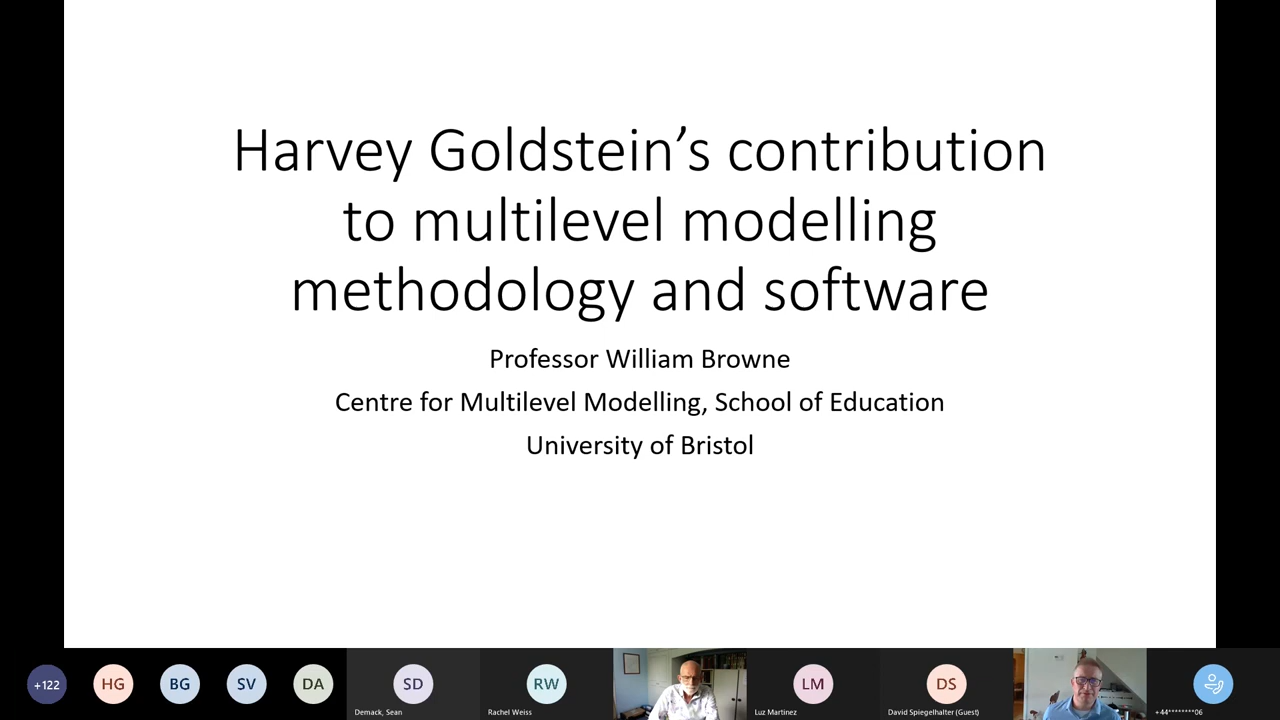 Harvey Goldstein’s contribution
to multilevel modelling
methodology and software
Professor William Browne
Centre for Multilevel Modelling, School of Education
University of Bristol
+122
HG
BG
SV
DA
SD
RW
LM
DS
Demack, Sean
Rachel Weiss
Luz Martinez
David Spiegelhalter (Guest)
+44********06